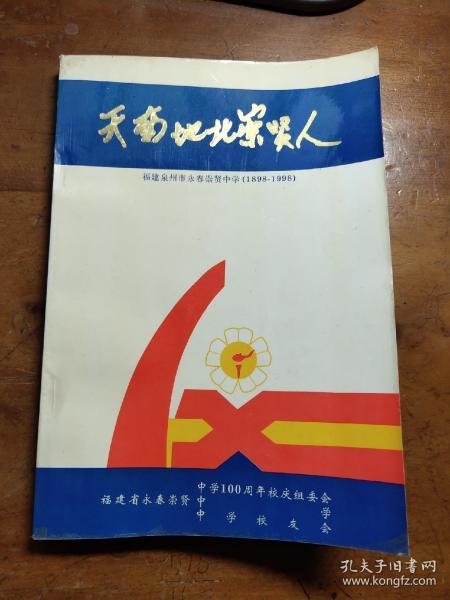 天南地北崇贤人
福建泉州市永春崇贤中学(1898-1998)
福建省永春崇贤
中学100周年校庆组委会
中学
中学校友会
孔夫子旧书网
www.kongfz.com